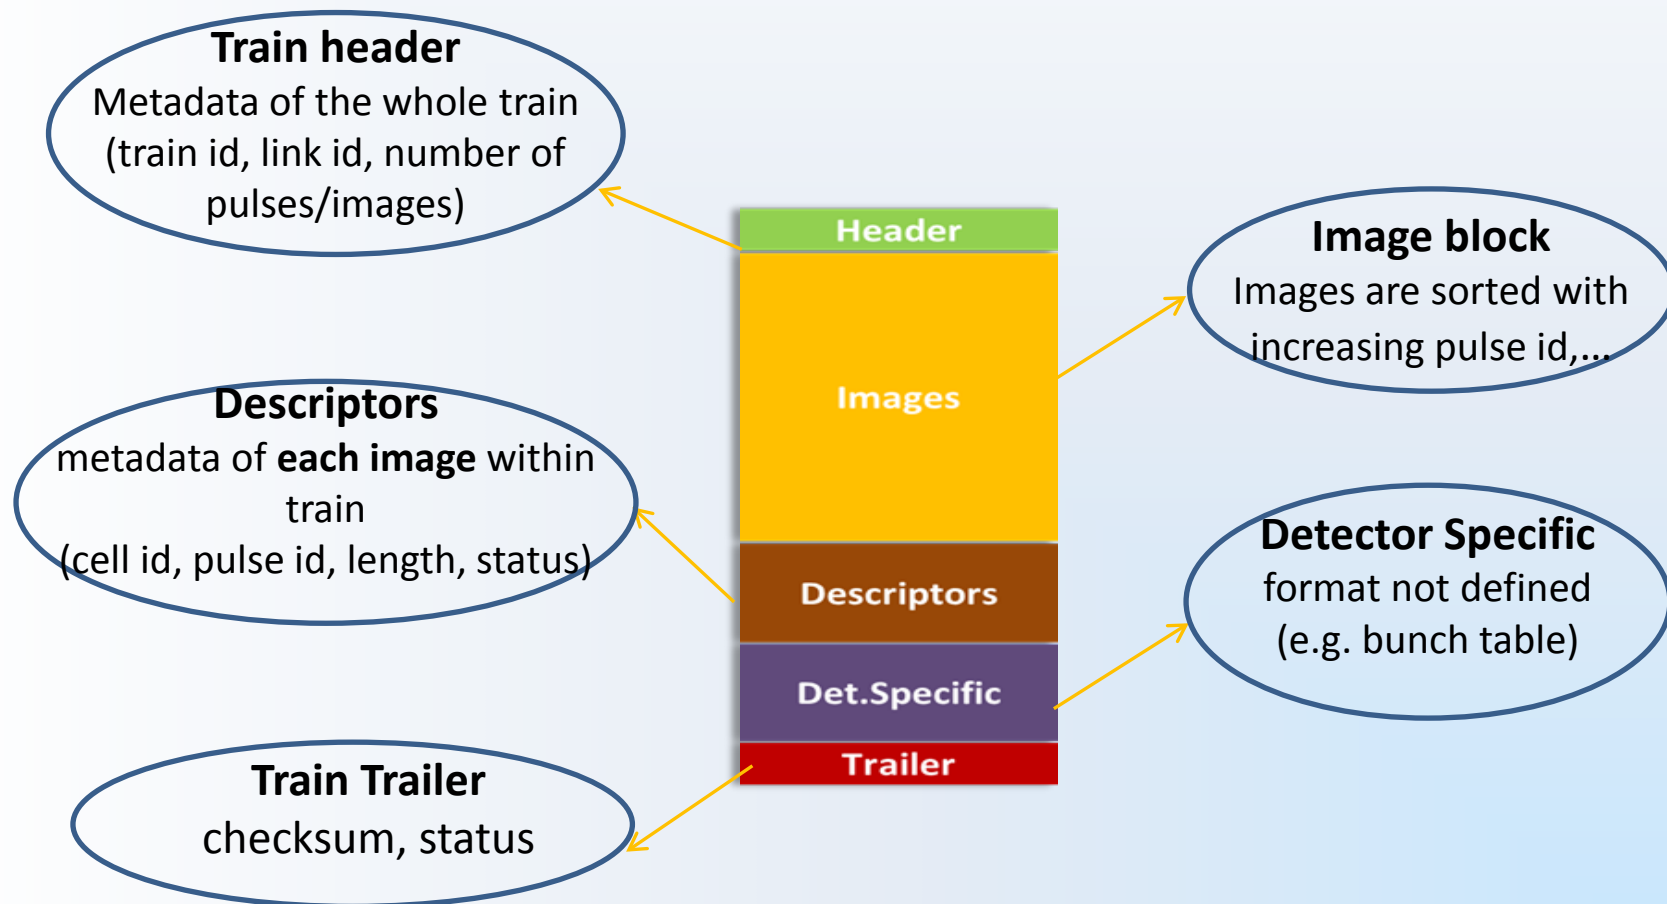 Train header
Metadata of the whole train
(train id, link id, number of
pulses/images)
Header
Image block
Images are sorted with
increasing pulse id,...
Images
Descriptors
metadata of each image within
train
(cell id, pulse id, length, status)
Detector Specific
format not defined
(e.g. bunch table)
Descriptors
Det.Specific
Trailer
Train Trailer
checksum, status